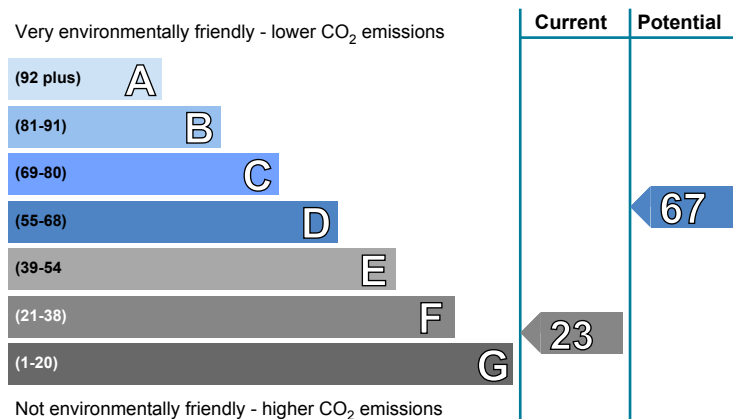 Very environmentally friendly - lower CO2 emissions
Current Potential
(92 plus) A
(81-91) B
(69-80) C
(55-68) D
67
(39-54 E
(21-38) F
23
(1-20) G
Not environmentally friendly - higher CO2 emissions